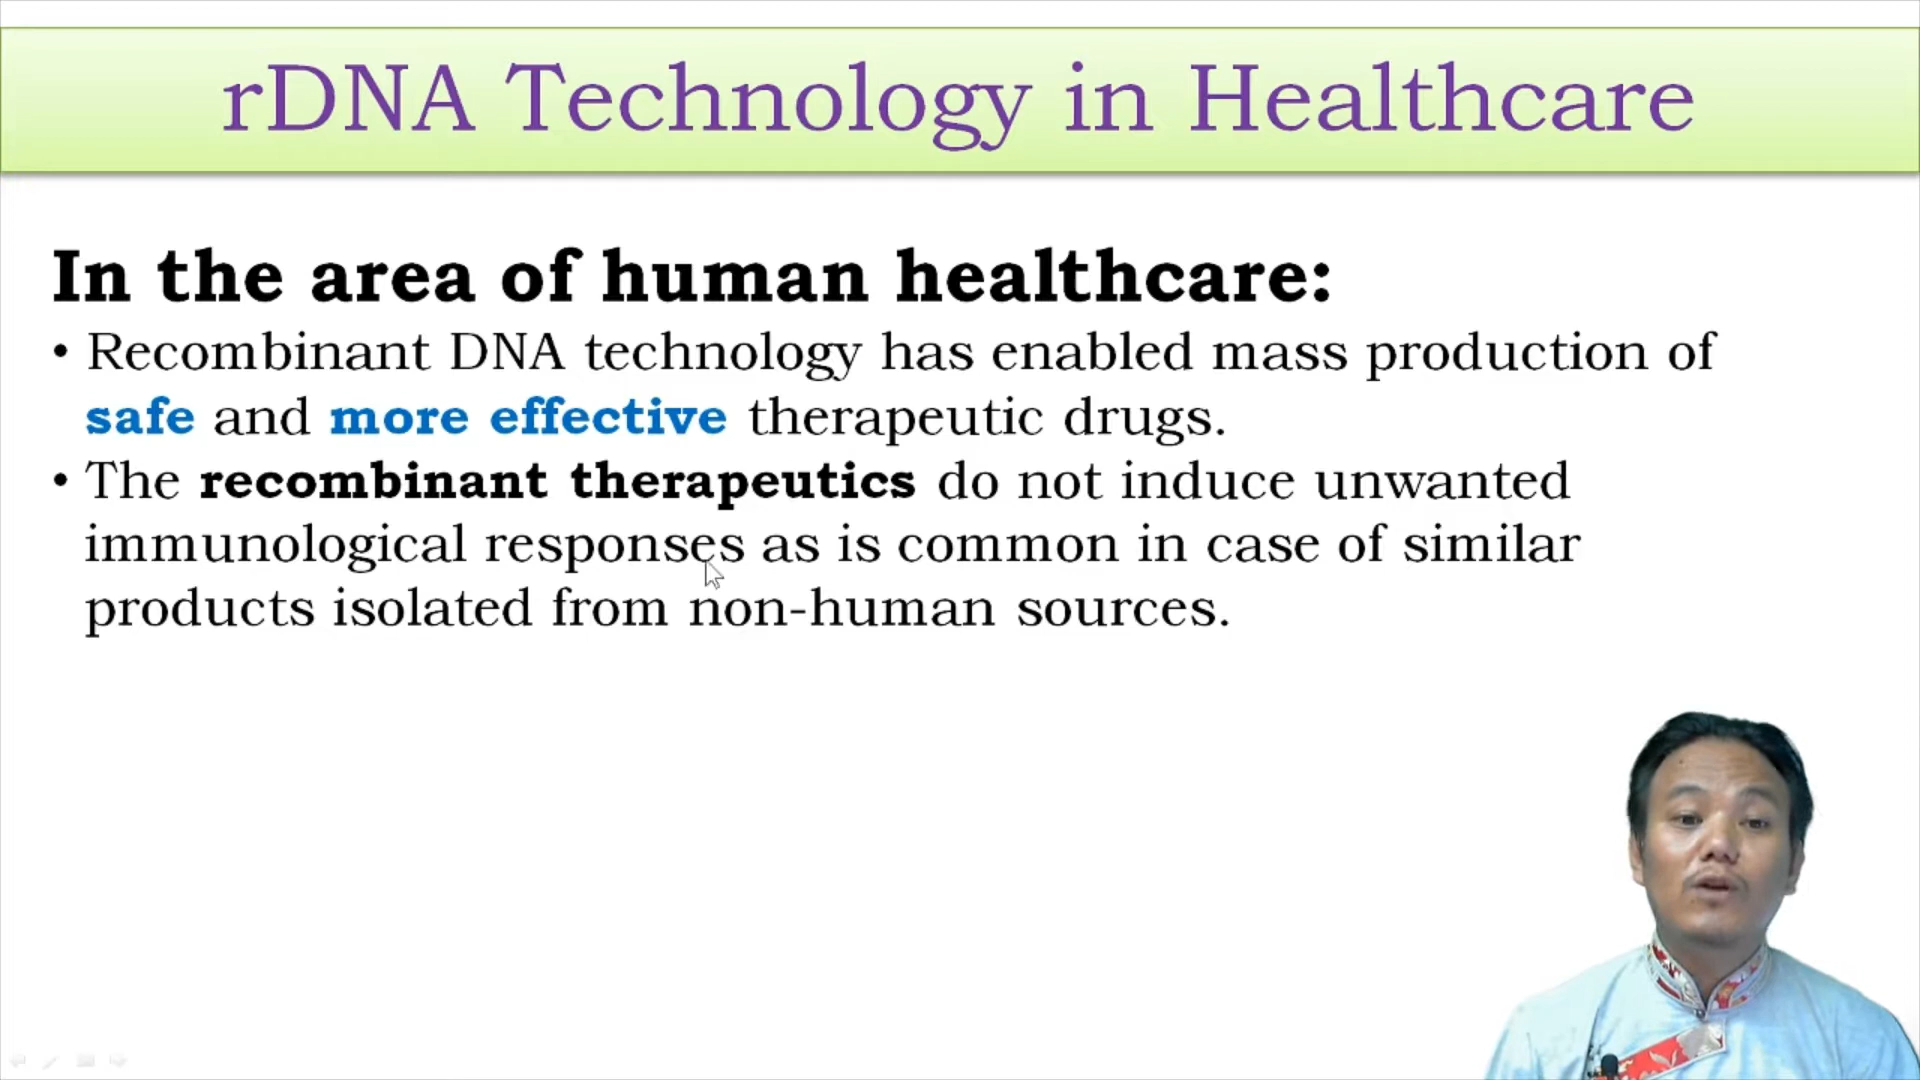 rDNA Technology in Healthcare
In the area of human healthcare:
• Recombinant DNA technology has enabled mass production of
safe and more effective therapeutic drugs.
• The recombinant therapeutics do not induce unwanted
immunological responses as is common in case of similar
products isolated from non-human sources.